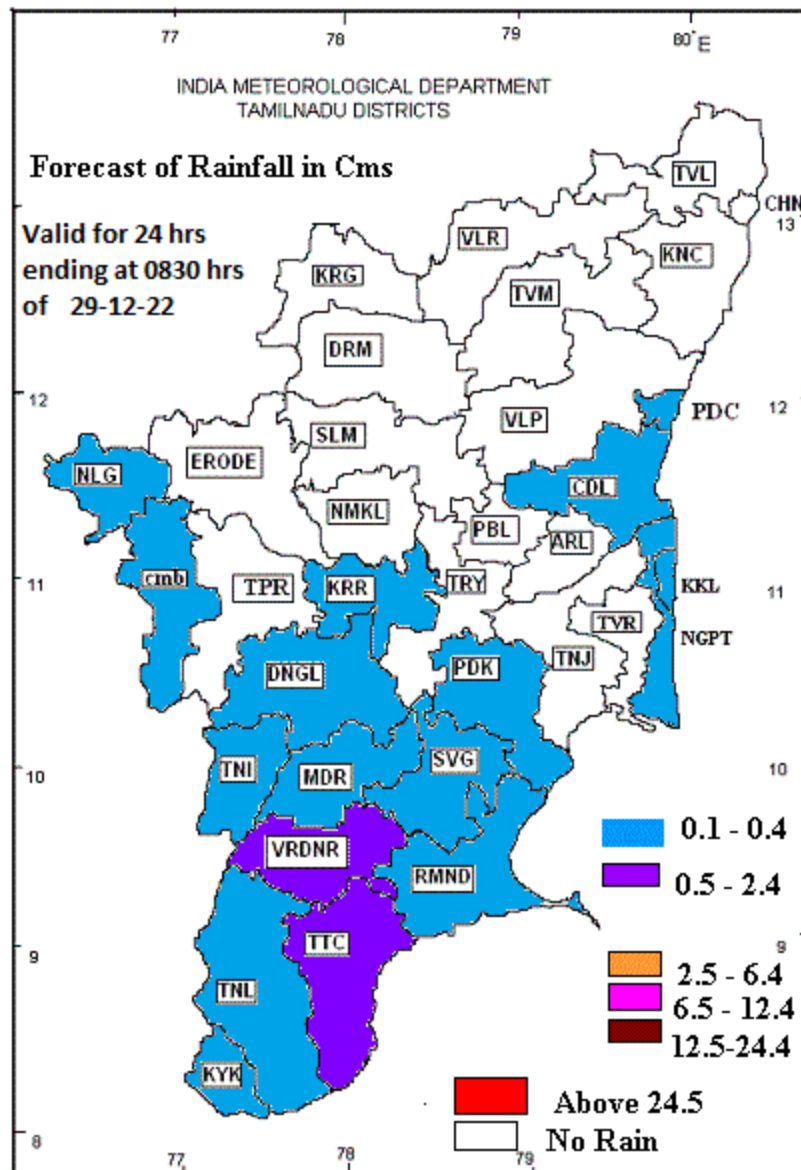 77 78 79 80°E
INDIA METEOROLOGICAL DEPARTMENT
TAMILNADU DISTRICTS
Forecast of Rainfall in Cms
TVL
CHN
13
Valid for 24 hrs
ending at 0830 hrs
of 29-12-22
VLR
KNC
KRG
TVM
DRM
12
12
PDC
VLP
SLM
ERODE
NLG
CDL
NMKL
PBL
ARL
11
cmb
TPR
KRR
TRY
KKL
11
TVR
NGPT
TNJ
DNGL
PDK
10
TNI
MDR
SVG
10
0.1 - 0.4
VRDNR
RMND
0.5 - 2.4
9
TTC
9
2.5 - 6.4
TNL
6.5 - 12.4
12.5-24.4
KYK
Above 24.5
8
No Rain
77 78 79